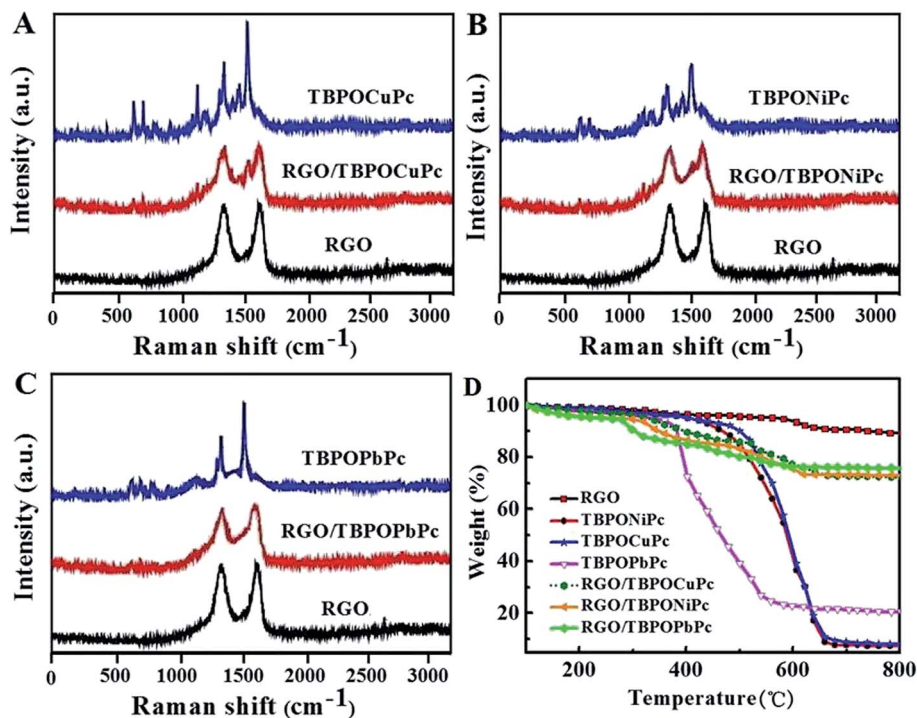 A
Intensity (a.u.)
TBPOCuPc
RGO/TBPOCuPc
RGO
0 500 1000 1500 2000 2500 3000
Raman shift (cm-1)
B
Intensity (a.u.)
TBPONiPc
RGO/TBPONiPc
RGO
0 500 1000 1500 2000 2500 3000
Raman shift (cm-1)
C
Intensity (a.u.)
TBPOPbPc
RGO/TBPOPbPc
RGO
0 500 1000 1500 2000 2500 3000
Raman shift (cm-1)
D
Weight (%)
100
80
60
40
20
RGO
TBPONiPc
TBPOCuPc
TBPOPbPc
RGO/TBPOCuPc
RGO/TBPONiPc
RGO/TBPOPbPc
200 400 600 800
Temperature(℃)